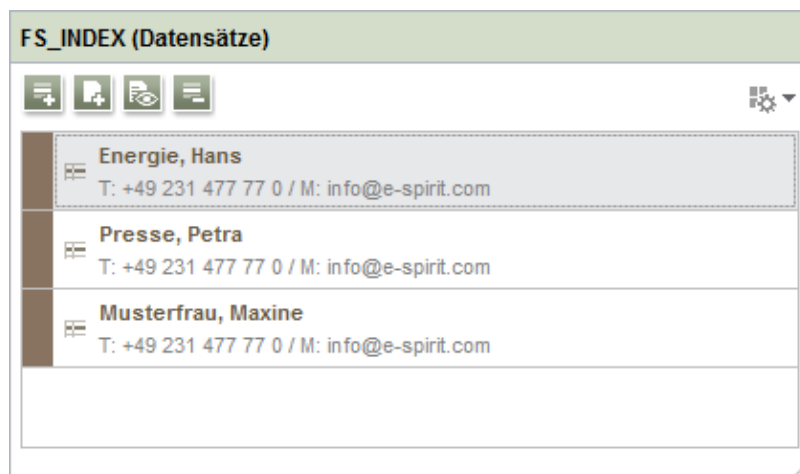 FS_INDEX (Datensätze)
Energie, Hans
T: +49 231 477 77 0 / M: info@e-spirit.com
Presse, Petra
T: +49 231 477 77 0 / M: info@e-spirit.com
Musterfrau, Maxine
T: +49 231 477 77 0 / M: info@e-spirit.com